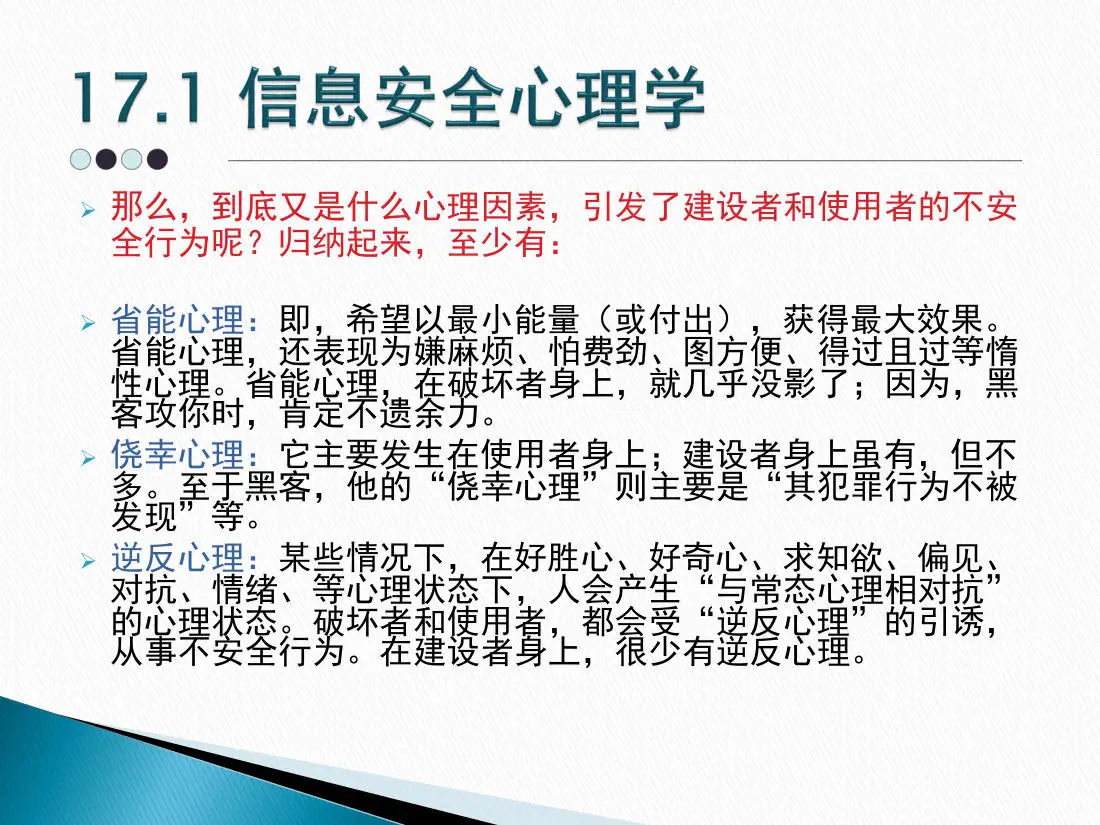 17.1 信息安全心理学
那么，到底又是什么心理因素，引发了建设者和使用者的不安
全行为呢？归纳起来，至少有：
省能心理：即，希望以最小能量（或付出），获得最大效果。
省能心理，还表现为嫌麻烦、怕费劲、图方便、得过且过等惰
性心理。省能心理，在破坏者身上，就几乎没影了；因为，黑
客攻你时，肯定不遗余力。
侥幸心理：它主要发生在使用者身上；建设者身上虽有，但不
多。至于黑客，他的“侥幸心理”则主要是“其犯罪行为不被
发现”等。
逆反心理：某些情况下，在好胜心、好奇心、求知欲、偏见、
对抗、情绪、等心理状态下，人会产生“与常态心理相对抗”
的心理状态。破坏者和使用者，都会受“逆反心理”的引诱，
从事不安全行为。在建设者身上，很少有逆反心理。